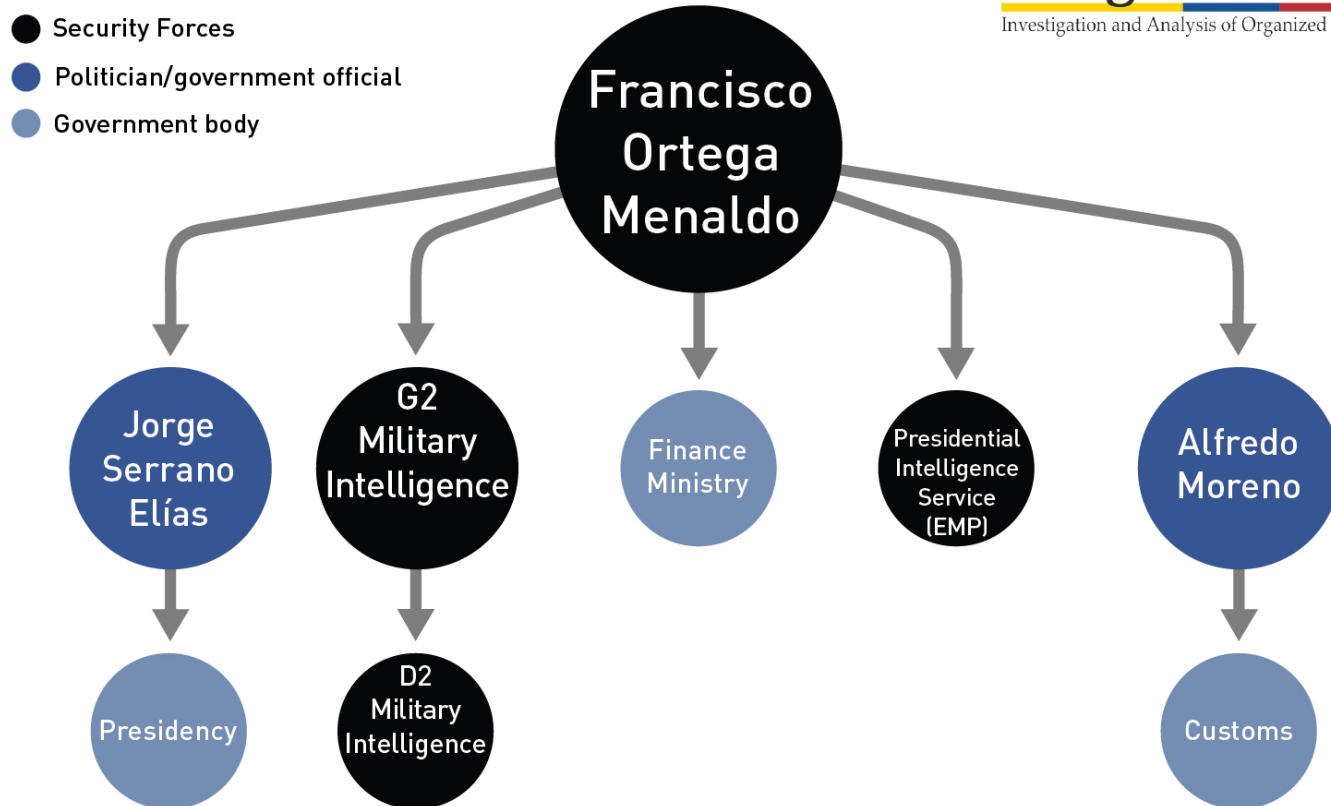 Security Forces
Politician/government official
Government body
Investigation and Analysis of Organized
Francisco
Ortega
Menaldo
Jorge
Serrano
Elías
G2
Military
Intelligence
Finance
Ministry
Presidential
Intelligence
Service
(EMP)
Alfredo
Moreno
Presidency
D2
Military
Intelligence
Customs